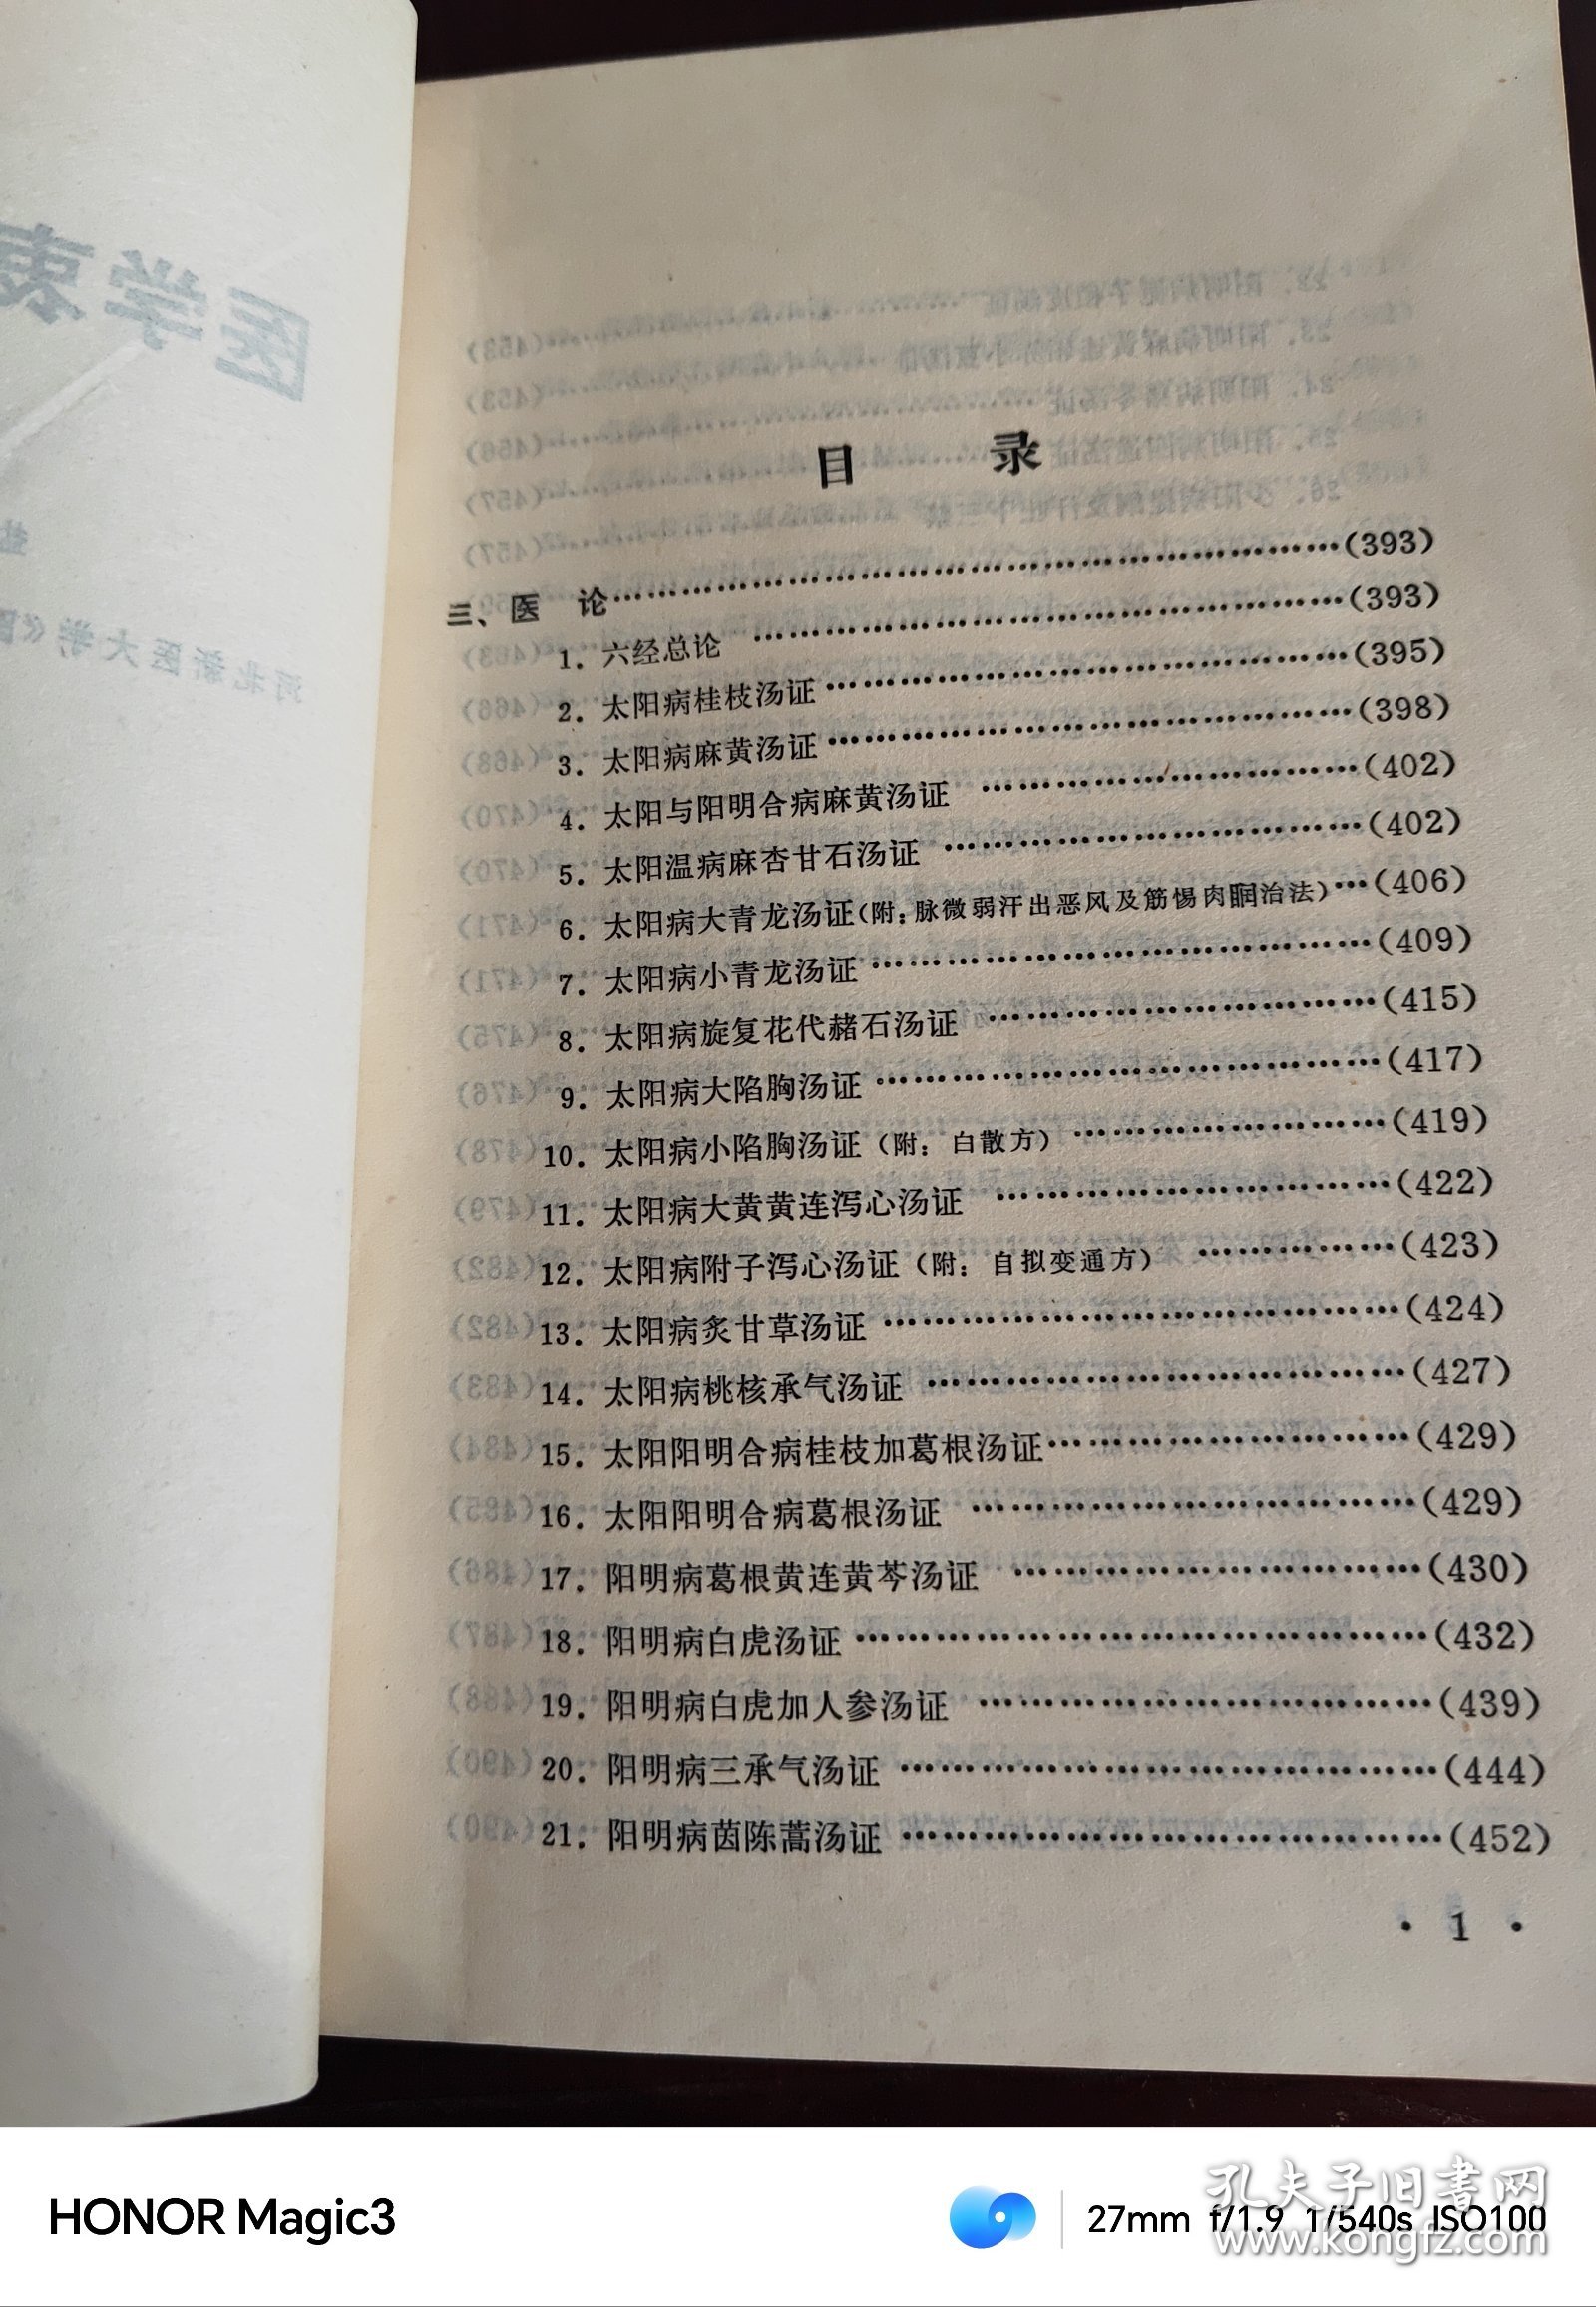 目 录
三、医 论……(393)
1. 六经总论……(393)
2. 太阳病桂枝汤证……(395)
3. 太阳病麻黄汤证……(398)
4. 太阳与阳明合病麻黄汤证……(402)
5. 太阳温病麻杏甘石汤证……(402)
6. 太阳病大青龙汤证(附:脉微弱汗出恶风及筋惕肉瞤治法)…(406)
7. 太阳病小青龙汤证……(409)
8. 太阳病旋复花代赭石汤证……(415)
9. 太阳病大陷胸汤证……(417)
10. 太阳病小陷胸汤证(附:白散方)……(419)
11. 太阳病大黄黄连泻心汤证……(422)
12. 太阳病附子泻心汤证(附:自拟变通方)……(423)
13. 太阳病炙甘草汤证……(424)
14. 太阳病桃核承气汤证……(427)
15. 太阳阳明合病桂枝加葛根汤证……(429)
16. 太阳阳明合病葛根汤证……(429)
17. 阳明病葛根黄连黄芩汤证……(430)
18. 阳明病白虎汤证……(432)
19. 阳明病白虎加人参汤证……(439)
20. 阳明病三承气汤证……(444)
21. 阳明病茵陈蒿汤证……(452)
· 1 ·
HONOR Magic3
27mm f/1.9 1/540s ISO100
孔夫子旧书网
www.kongfz.com